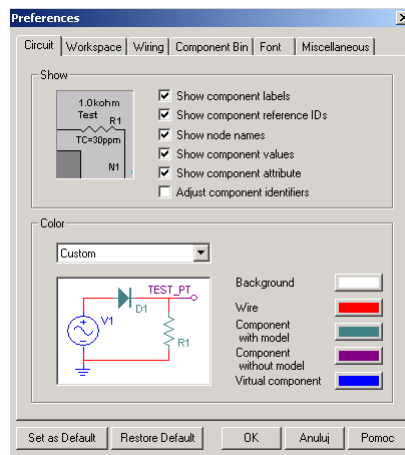 Preferences
Circuit Workspace Wiring Component Bin Font Miscellaneous
Show
1.0kohm
Test
R1
TC=30ppm
N1
Show component labels
Show component reference IDs
Show node names
Show component values
Show component attribute
Adjust component identifiers
Color
Custom
TEST_PT
D1
V1
R1
Background
Wire
Component
with model
Component
without model
Virtual component
Set as Default Restore Default OK Anuluj Pomoc